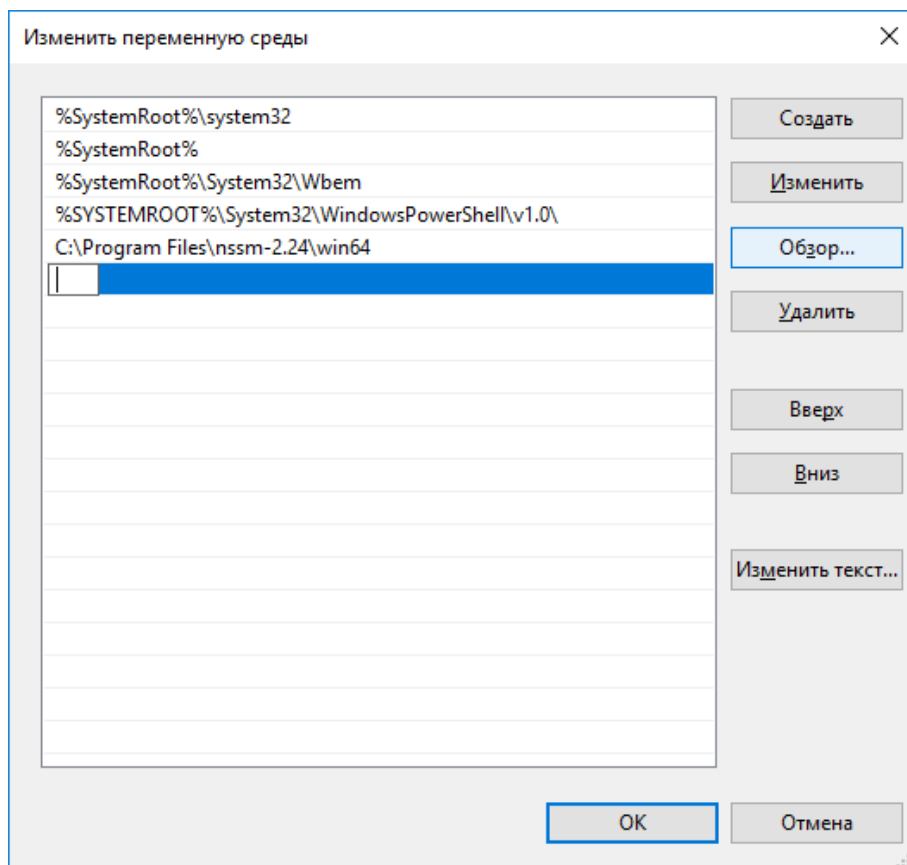 Изменить переменную среды
%SystemRoot%\system32
%SystemRoot%
%SystemRoot%\System32\Wbem
%SYSTEMROOT%\System32\WindowsPowerShell\v1.0\
C:\Program Files\nssm-2.24\win64
Создать
Изменить
Обзор...
Удалить
Вверх
Вниз
Изменить текст...
ОК
Отмена